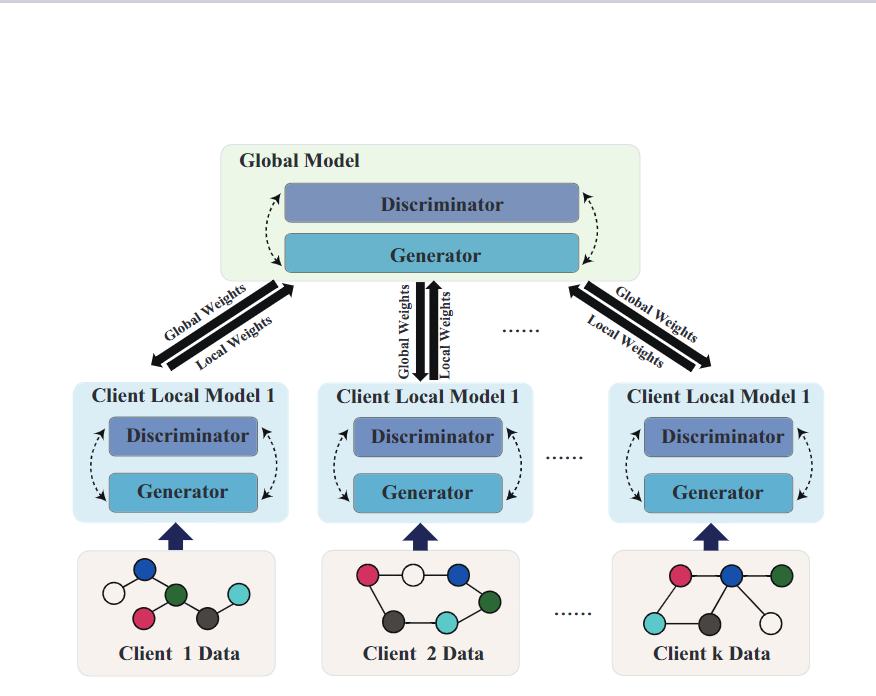 Global Model
Discriminator
Generator
Global Weights
Local Weights
Global Weights
Local Weights
......
Global Weights
Local Weights
Client Local Model 1
Discriminator
Generator
Client Local Model 1
Discriminator
Generator
......
Client Local Model 1
Discriminator
Generator
Client 1 Data
Client 2 Data
......
Client k Data